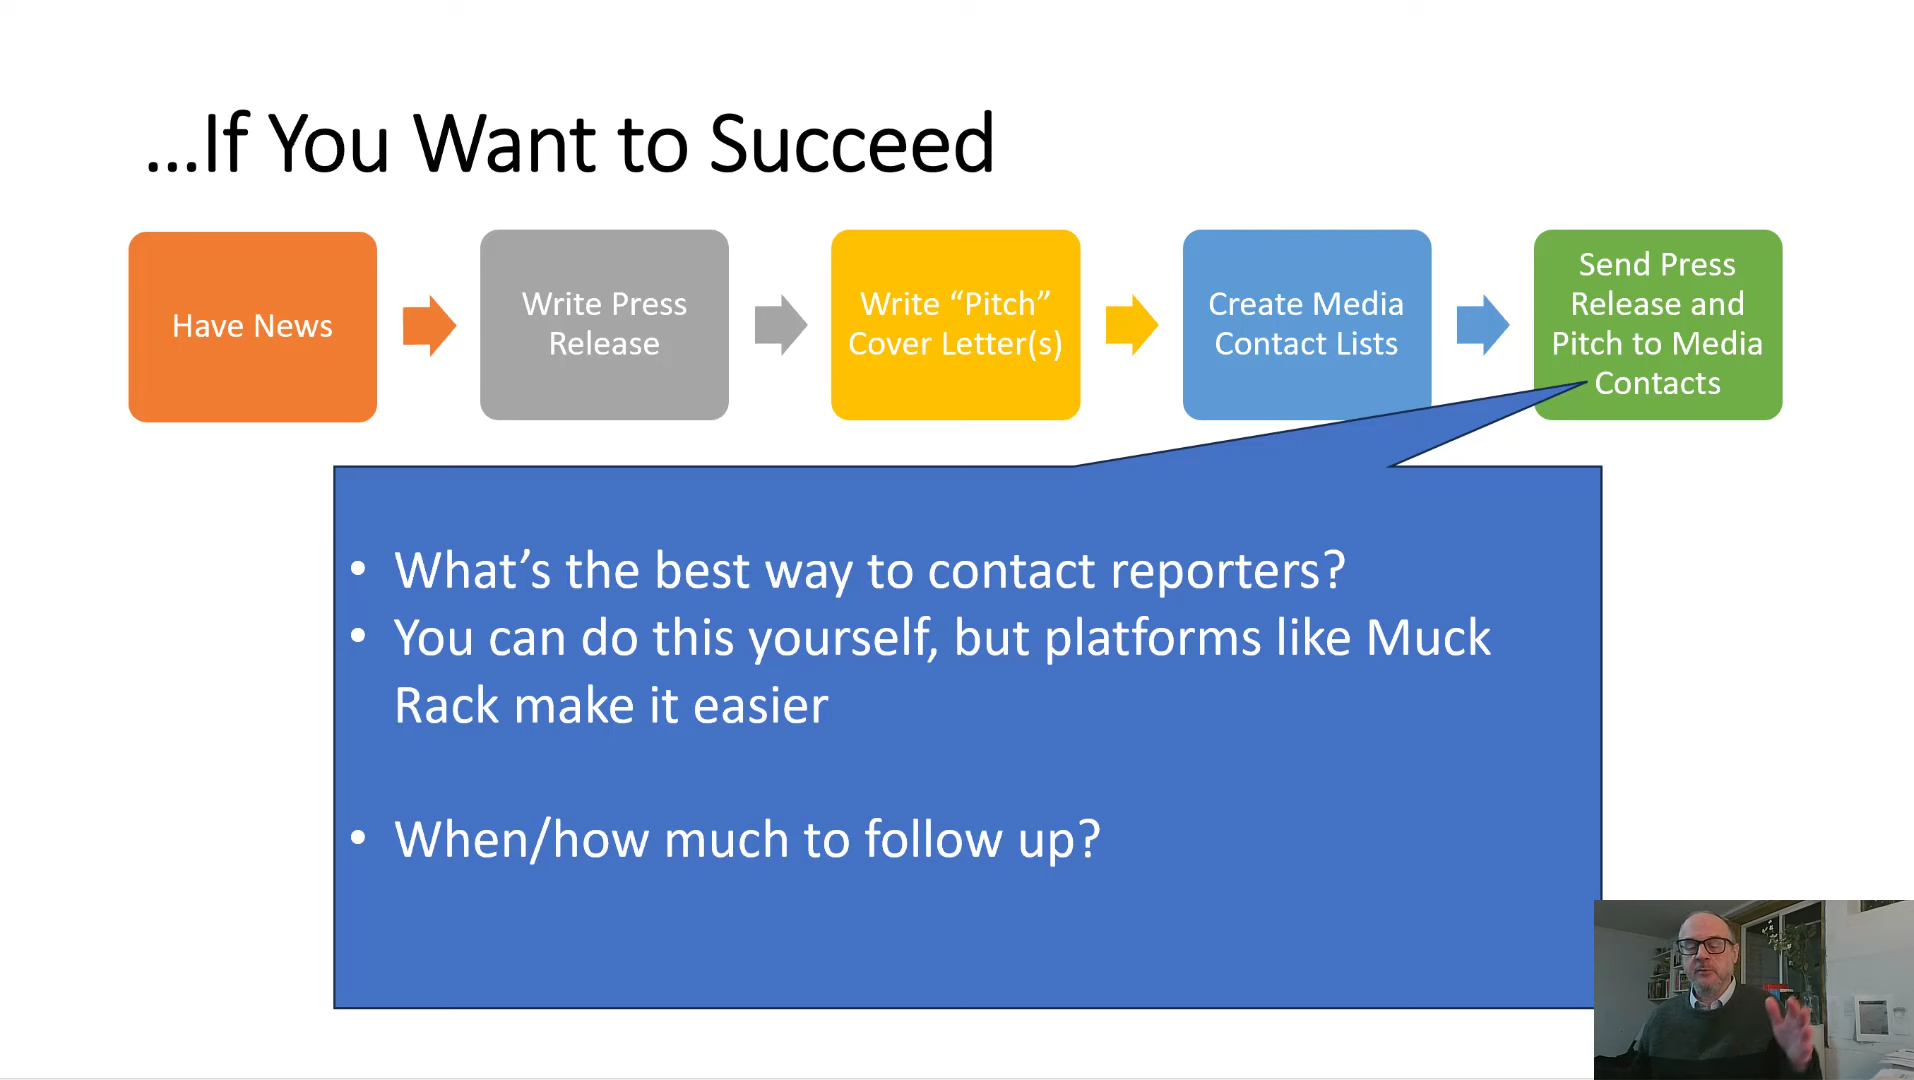 ...If You Want to Succeed
Have News
Write Press
Release
Write “Pitch”
Cover Letter(s)
Create Media
Contact Lists
Send Press
Release and
Pitch to Media
Contacts
• What’s the best way to contact reporters?
• You can do this yourself, but platforms like Muck
Rack make it easier
• When/how much to follow up?